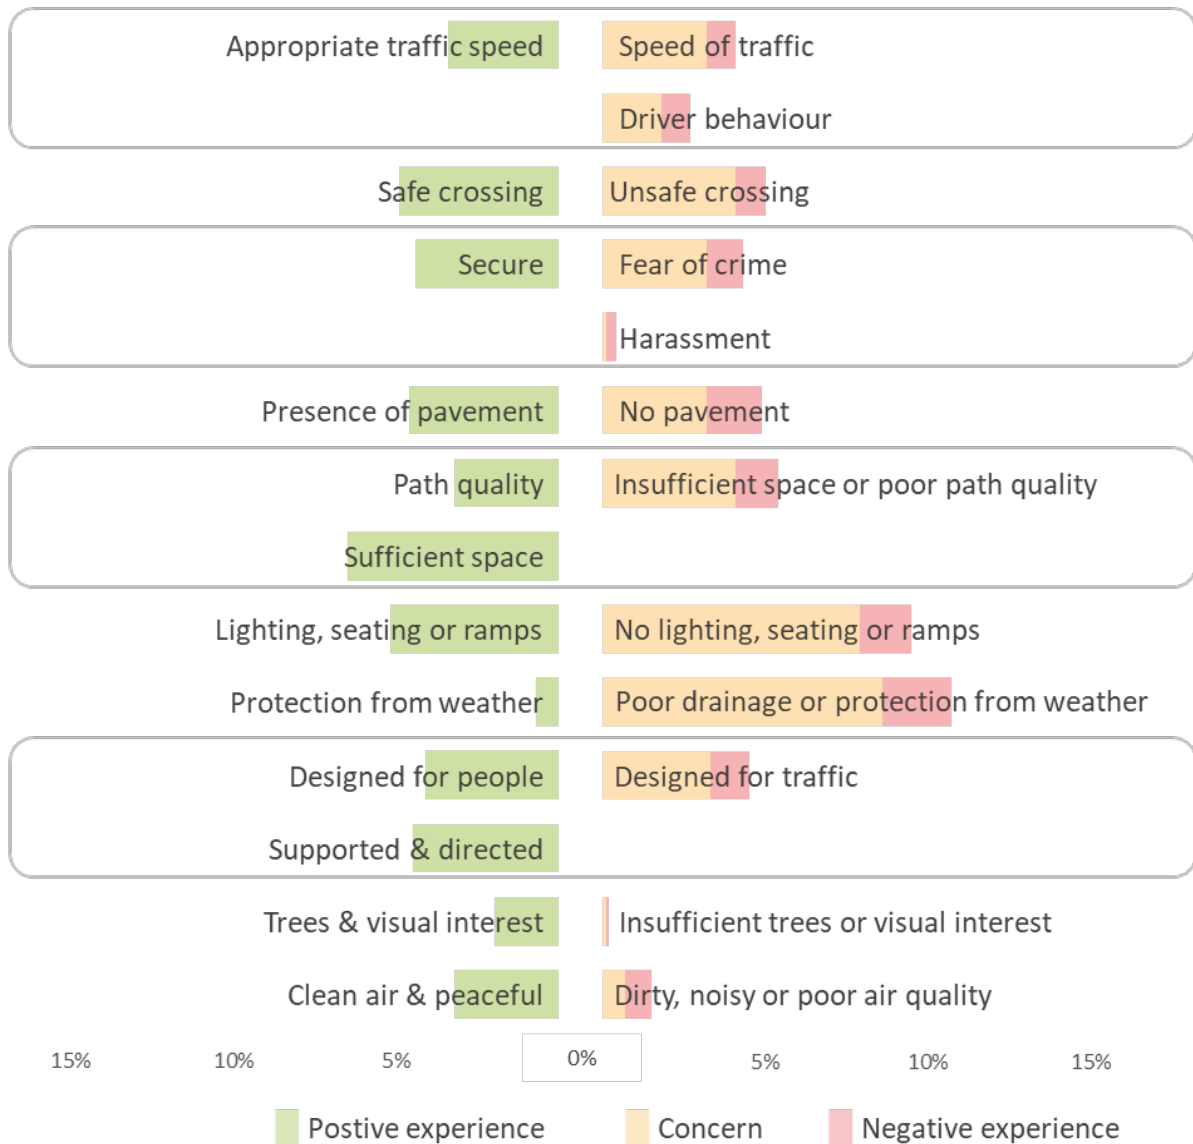 Appropriate traffic speed Speed of traffic
Driver behaviour
Safe crossing Unsafe crossing
Secure Fear of crime
Harassment
Presence of pavement No pavement
Path quality Insufficient space or poor path quality
Sufficient space
Lighting, seating or ramps No lighting, seating or ramps
Protection from weather Poor drainage or protection from weather
Designed for people Designed for traffic
Supported & directed
Trees & visual interest Insufficient trees or visual interest
Clean air & peaceful Dirty, noisy or poor air quality
15% 10% 5% 0% 5% 10% 15%
Postive experience Concern Negative experience